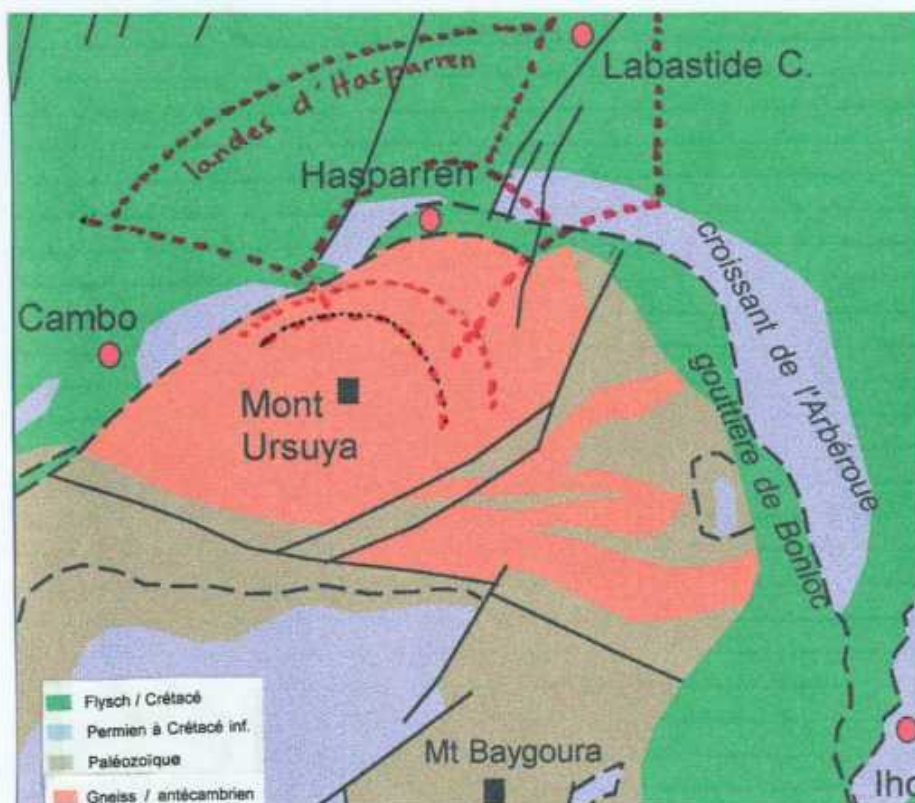 Labastide C.
landes d'Hasparren
Hasparren
croissant de l'Arbéroue
Cambo
gouttière de Bonloc
Mont
Ursuya
Flysch / Crétacé
Permien à Crétacé inf.
Paléozoïque
Gneiss / antécambrien
Mt Baygoura